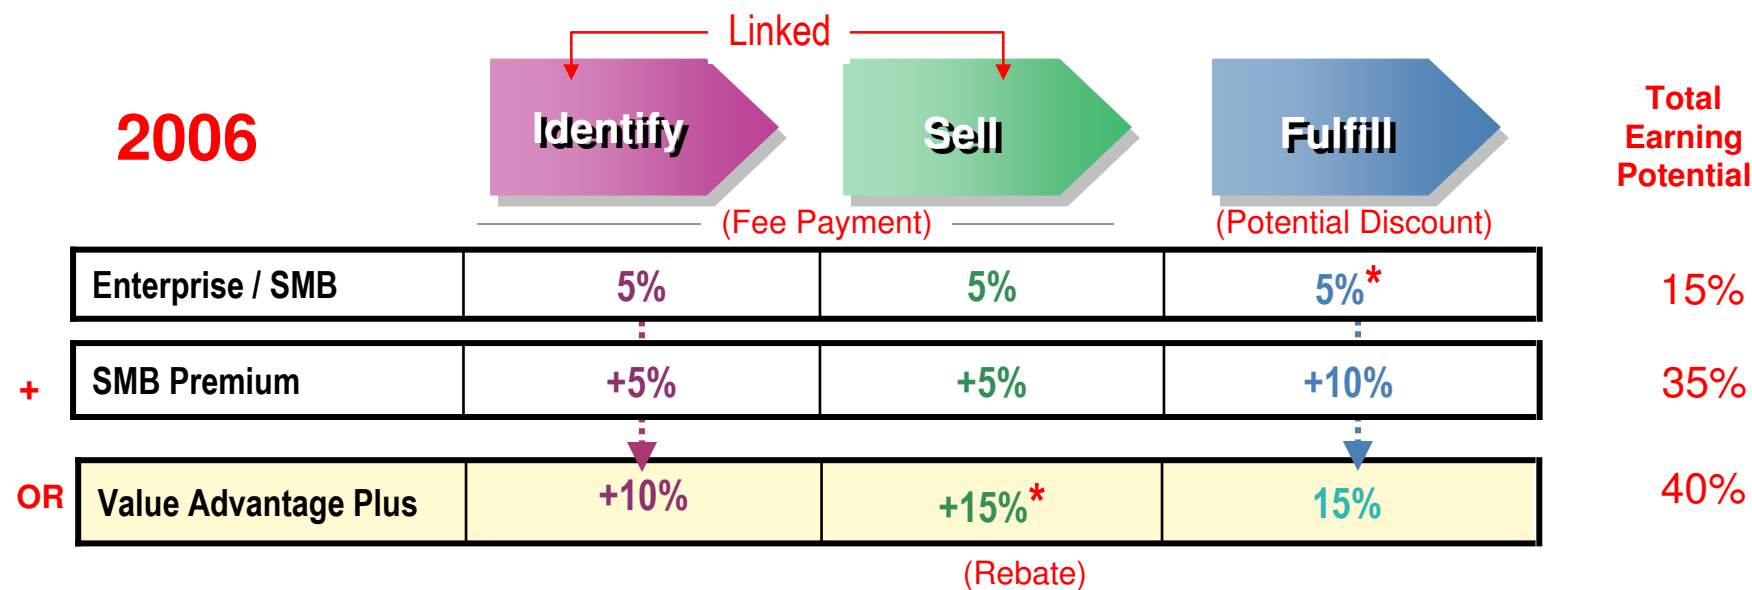 Linked
2006 Identify Sell Fulfill
Total
Earning
Potential
(Fee Payment) (Potential Discount)
Enterprise / SMB 5% 5% 5%* 15%
+ SMB Premium +5% +5% +10% 35%
OR Value Advantage Plus +10% +15%* 15% 40%
(Rebate)